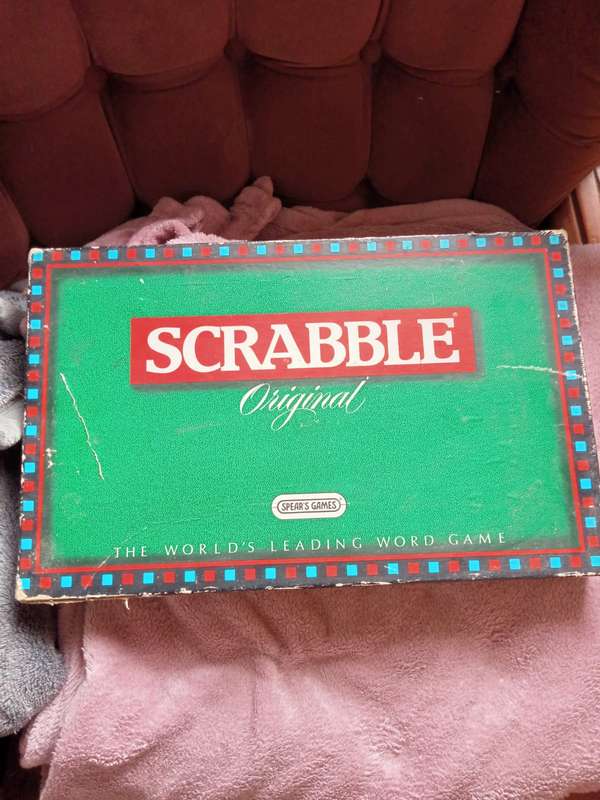 SCRABBLE®
Original
SPEAR'S GAMES
THE WORLD'S LEADING WORD GAME